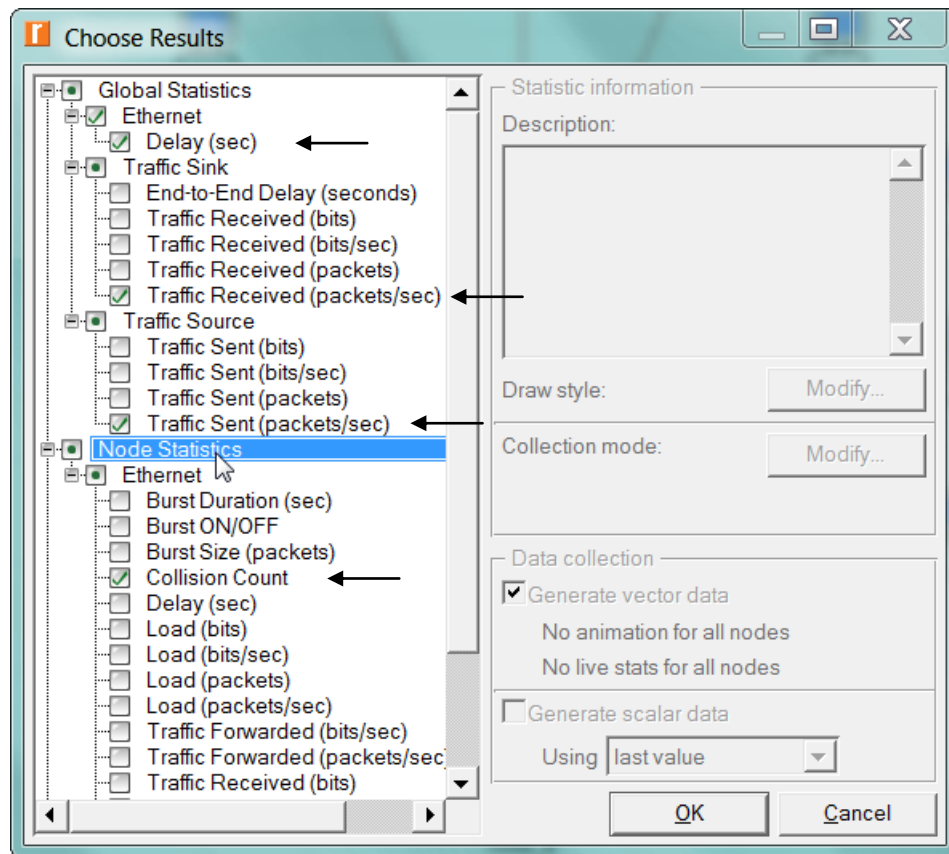 Choose Results
Global Statistics
Ethernet
Delay (sec)
Traffic Sink
End-to-End Delay (seconds)
Traffic Received (bits)
Traffic Received (bits/sec)
Traffic Received (packets)
Traffic Received (packets/sec)
Traffic Source
Traffic Sent (bits)
Traffic Sent (bits/sec)
Traffic Sent (packets)
Traffic Sent (packets/sec)
Node Statistics
Ethernet
Burst Duration (sec)
Burst ON/OFF
Burst Size (packets)
Collision Count
Delay (sec)
Load (bits)
Load (bits/sec)
Load (packets)
Load (packets/sec)
Traffic Forwarded (bits/sec)
Traffic Forwarded (packets/sec
Traffic Received (bits)
Statistic information
Description:
Draw style:
Modify...
Collection mode:
Modify...
Data collection
Generate vector data
No animation for all nodes
No live stats for all nodes
Generate scalar data
Using last value
OK
Cancel